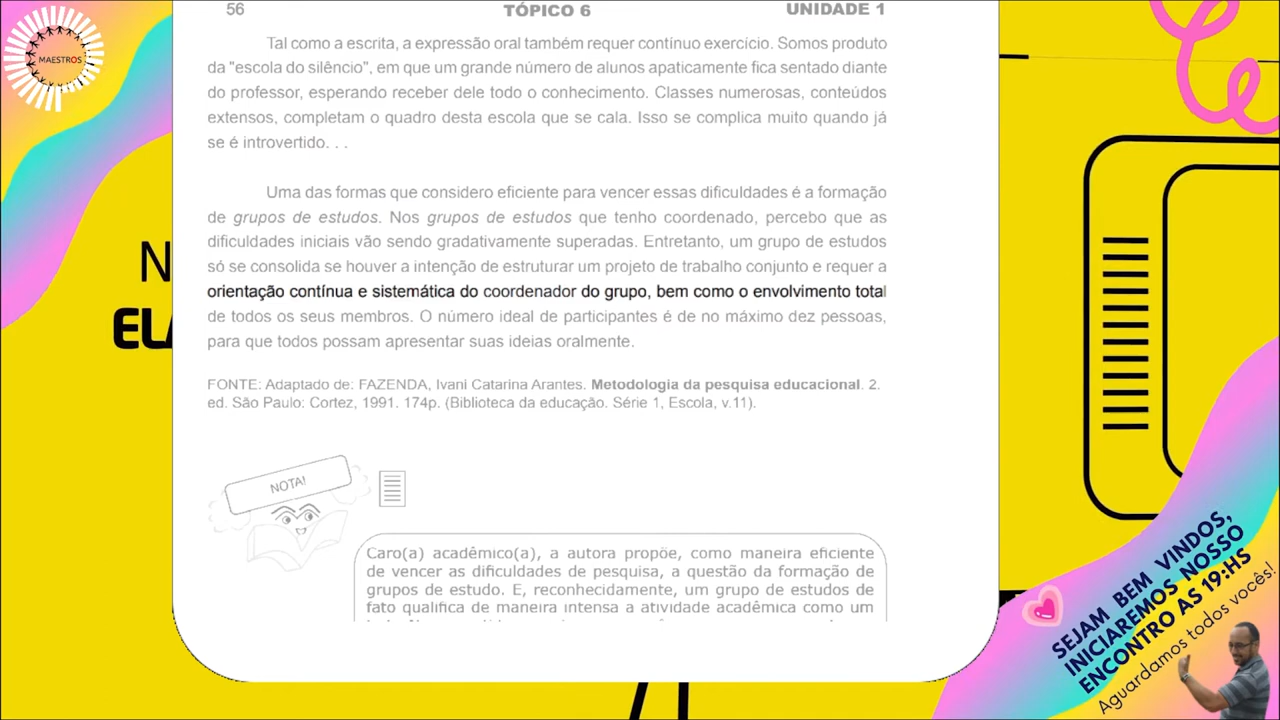 MAESTROS
56 TÓPICO 6 UNIDADE 1
Tal como a escrita, a expressão oral também requer contínuo exercício. Somos produto
da "escola do silêncio", em que um grande número de alunos apaticamente fica sentado diante
do professor, esperando receber dele todo o conhecimento. Classes numerosas, conteúdos
extensos, completam o quadro desta escola que se cala. Isso se complica muito quando já
se é introvertido. . .
Uma das formas que considero eficiente para vencer essas dificuldades é a formação
de grupos de estudos. Nos grupos de estudos que tenho coordenado, percebo que as
dificuldades iniciais vão sendo gradativamente superadas. Entretanto, um grupo de estudos
só se consolida se houver a intenção de estruturar um projeto de trabalho conjunto e requer a
orientação contínua e sistemática do coordenador do grupo, bem como o envolvimento total
de todos os seus membros. O número ideal de participantes é de no máximo dez pessoas,
para que todos possam apresentar suas ideias oralmente.
FONTE: Adaptado de: FAZENDA, Ivani Catarina Arantes. Metodologia da pesquisa educacional. 2.
ed. São Paulo: Cortez, 1991. 174p. (Biblioteca da educação. Série 1, Escola, v.11).
NOTA!
Caro(a) acadêmico(a), a autora propõe, como maneira eficiente
de vencer as dificuldades de pesquisa, a questão da formação de
grupos de estudo. E, reconhecidamente, um grupo de estudos de
fato qualifica de maneira intensa a atividade acadêmica como um
N
ELA
SEJAM BEM VINDOS,
INICIAREMOS NOSSO
ENCONTRO AS 19:HS
Aguardamos todos vocês!